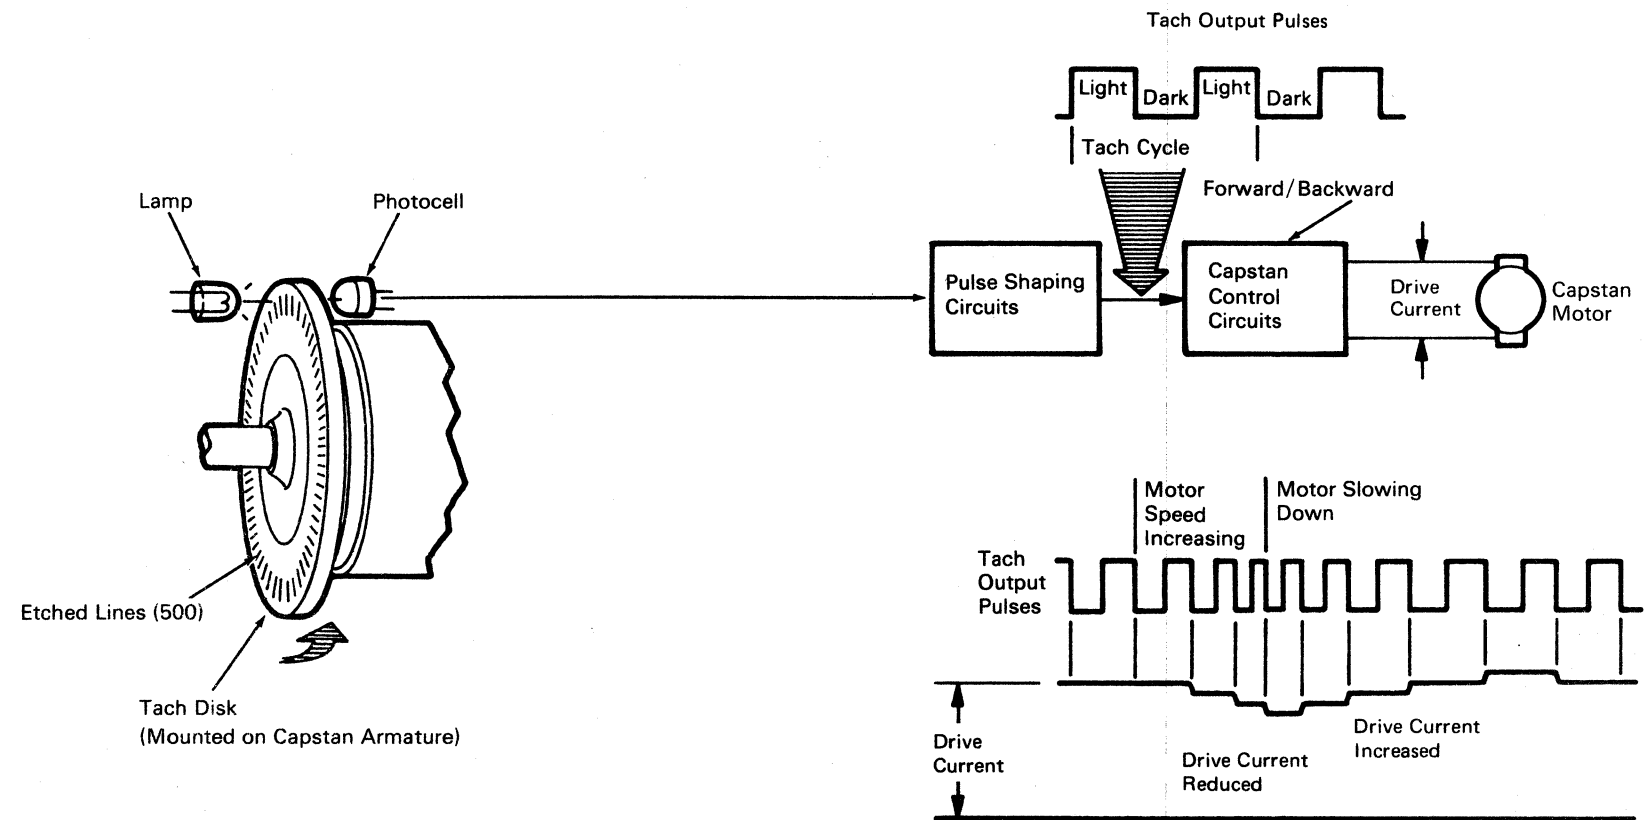 Tach Output Pulses
Light
Dark
Light
Dark
Tach Cycle
Forward/Backward
Lamp
Photocell
Pulse Shaping
Circuits
Capstan
Control
Circuits
Drive
Current
Capstan
Motor
Etched Lines (500)
Tach Disk
(Mounted on Capstan Armature)
Motor
Speed
Increasing
Motor Slowing
Down
Tach
Output
Pulses
Drive
Current
Drive Current
Reduced
Drive Current
Increased